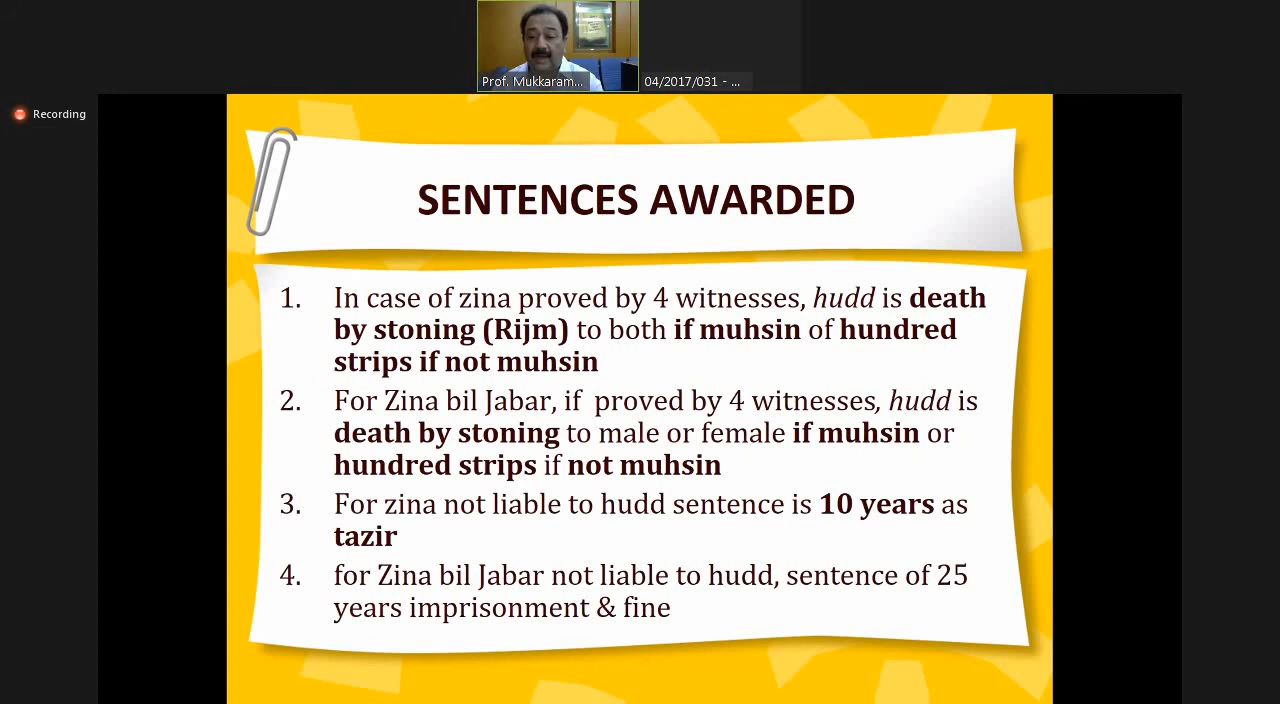 Prof. Mukkaram...
04/2017/031 - ...
Recording
SENTENCES AWARDED
1. In case of zina proved by 4 witnesses, hudd is death
by stoning (Rijm) to both if muhsin of hundred
strips if not muhsin
2. For Zina bil Jabar, if proved by 4 witnesses, hudd is
death by stoning to male or female if muhsin or
hundred strips if not muhsin
3. For zina not liable to hudd sentence is 10 years as
tazir
4. for Zina bil Jabar not liable to hudd, sentence of 25
years imprisonment & fine